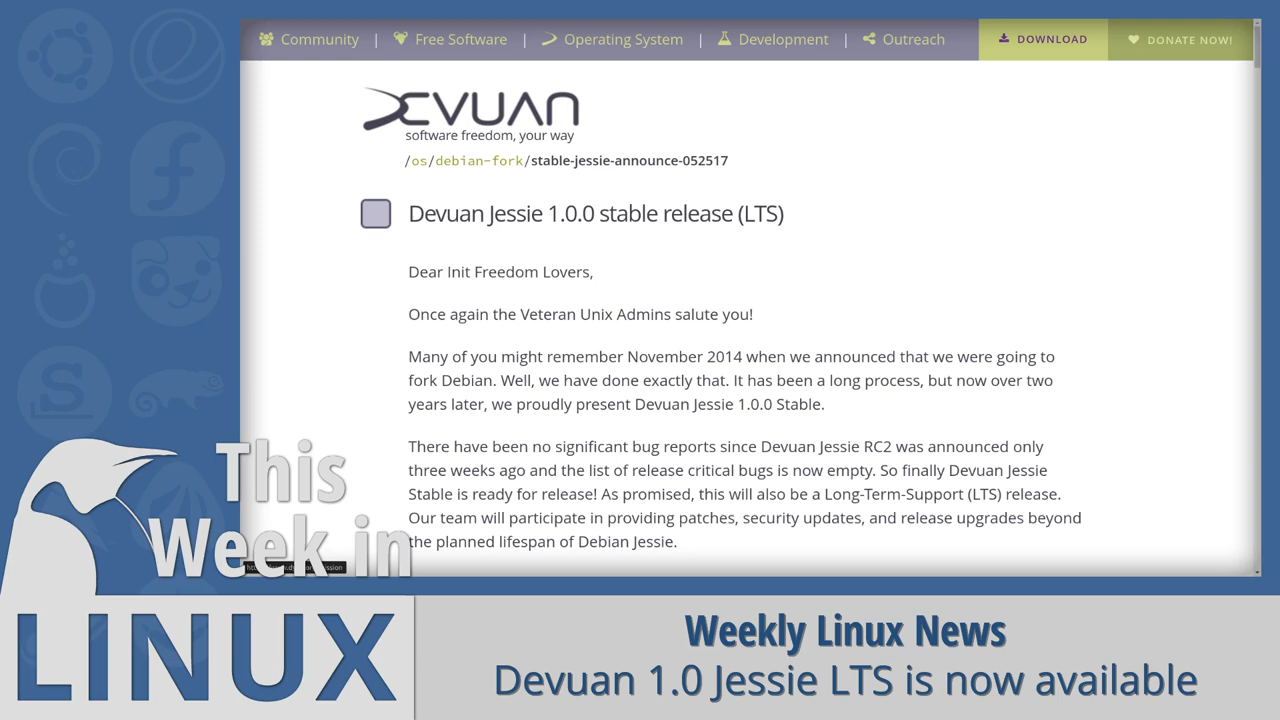 Community | Free Software | Operating System | Development | Outreach DOWNLOAD DONATE NOW!
DEVUAN
software freedom, your way
/os/debian-fork/stable-jessie-announce-052517
Devuan Jessie 1.0.0 stable release (LTS)
Dear Init Freedom Lovers,
Once again the Veteran Unix Admins salute you!
Many of you might remember November 2014 when we announced that we were going to
fork Debian. Well, we have done exactly that. It has been a long process, but now over two
years later, we proudly present Devuan Jessie 1.0.0 Stable.
There have been no significant bug reports since Devuan Jessie RC2 was announced only
three weeks ago and the list of release critical bugs is now empty. So finally Devuan Jessie
Stable is ready for release! As promised, this will also be a Long-Term-Support (LTS) release.
Our team will participate in providing patches, security updates, and release upgrades beyond
the planned lifespan of Debian Jessie.
This
Week in
LINUX
Weekly Linux News
Devuan 1.0 Jessie LTS is now available